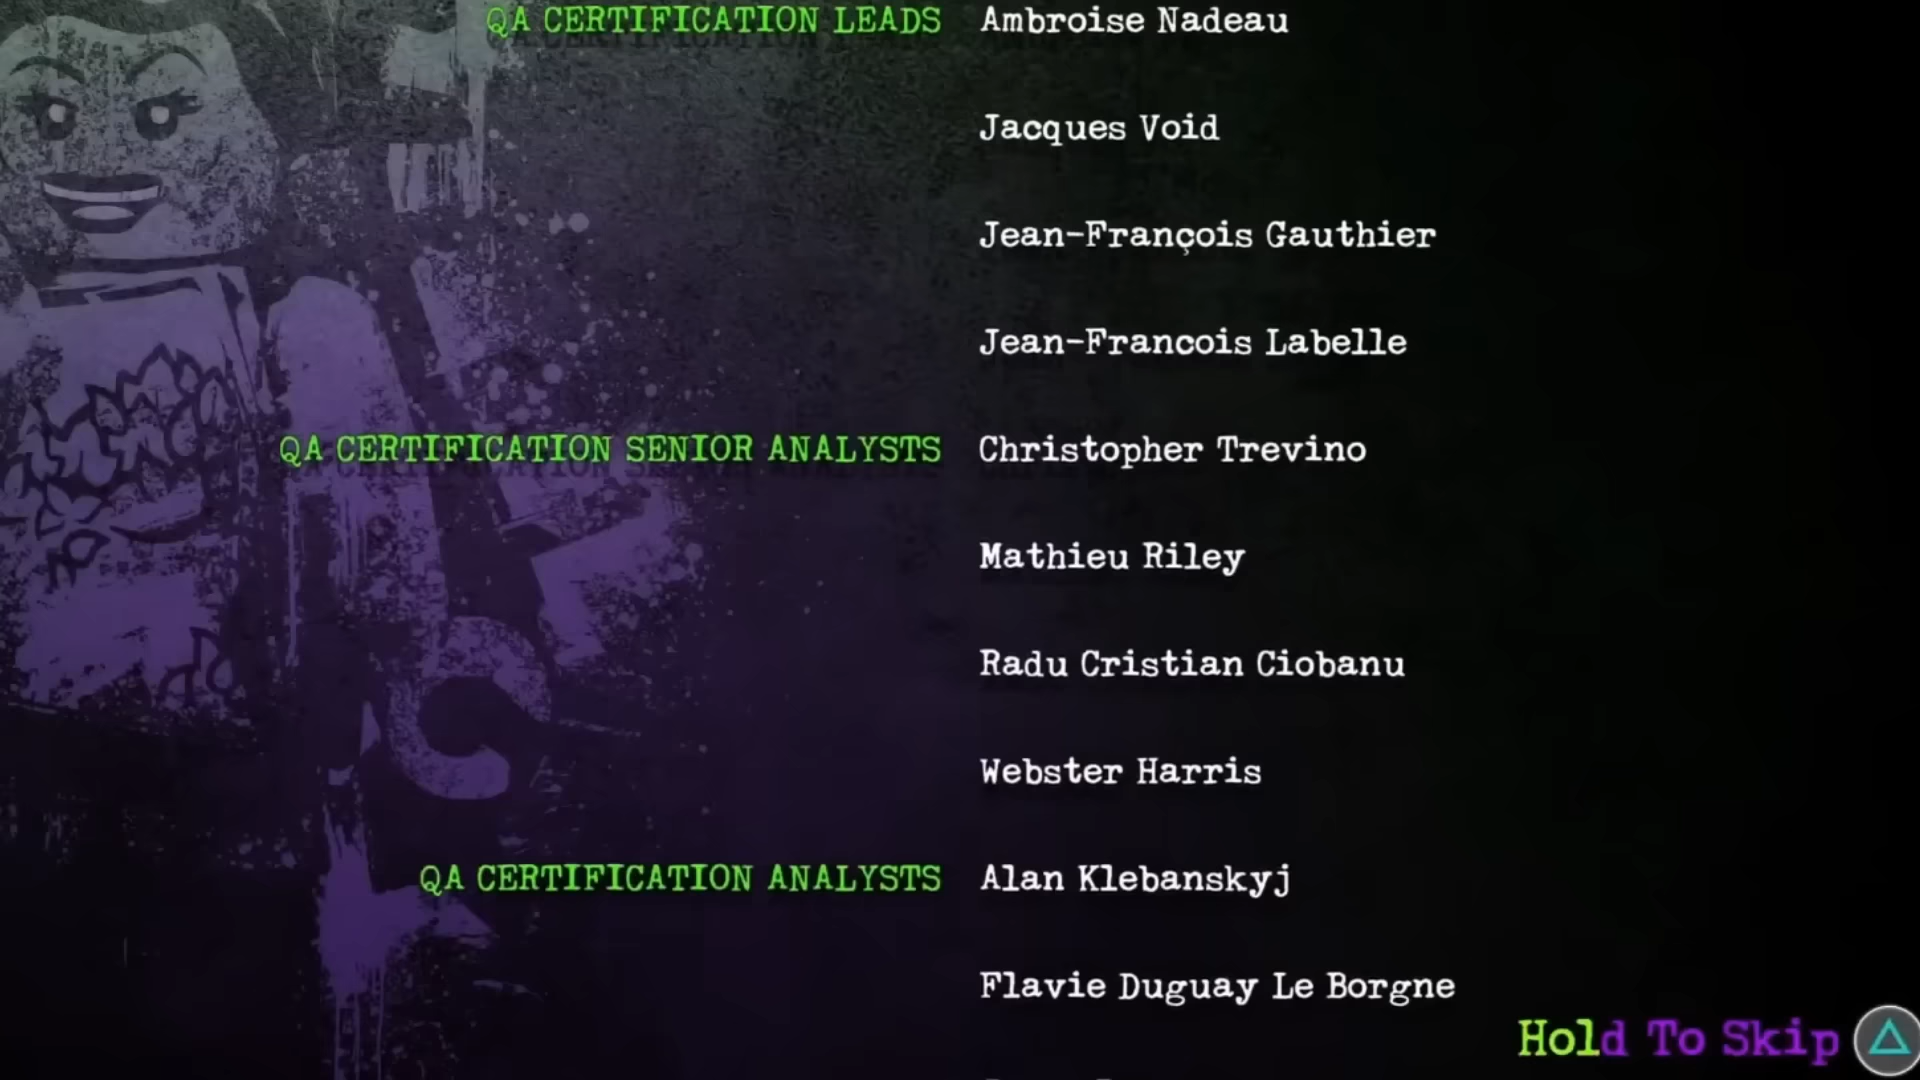 QA CERTIFICATION LEADS Ambroise Nadeau
Jacques Void
Jean-François Gauthier
Jean-Francois Labelle
QA CERTIFICATION SENIOR ANALYSTS Christopher Trevino
Mathieu Riley
Radu Cristian Ciobanu
Webster Harris
QA CERTIFICATION ANALYSTS Alan Klebanskyj
Flavie Duguay Le Borgne
Hold To Skip